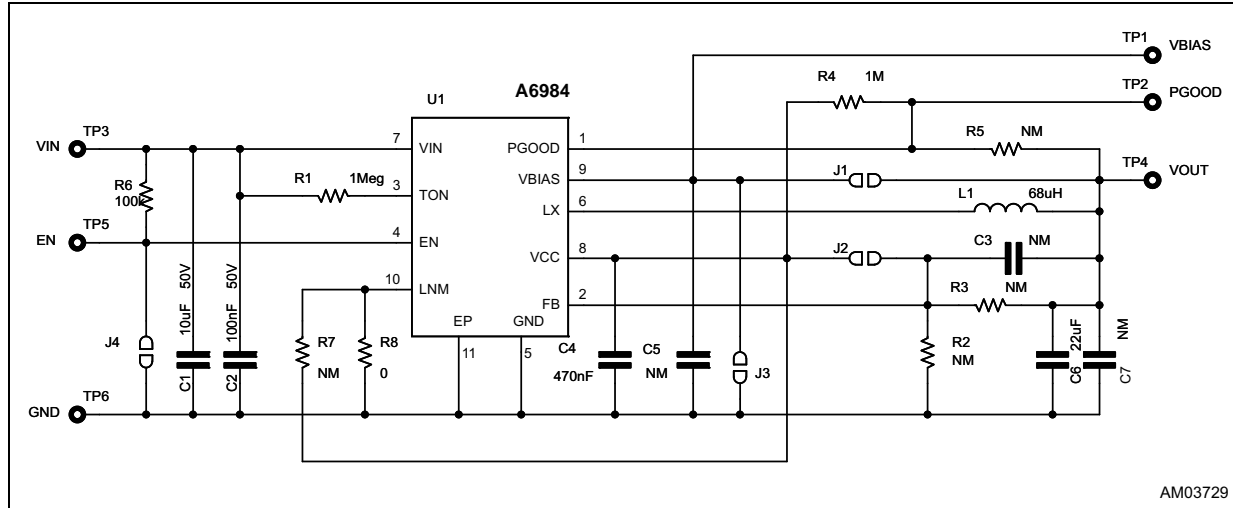 TP1
VBIAS
R4 1M
A6984
U1
TP2
PGOOD
TP3
VIN
7
VIN
PGOOD
1
R5 NM
R6
100k
R1 1Meg
3
TON
VBIAS
9
J1
TP4
VOUT
LX
6
L1 68uH
TP5
EN
4
EN
VCC
8
J2
C3 NM
10
LNM
FB
2
R3
NM
EP
GND
11
5
J4
10uF 50V
C1
100nF 50V
C2
R7
NM
R8
0
C4
470nF
C5
NM
J3
R2
NM
22uF
C6
NM
C7
TP6
GND
AM03729